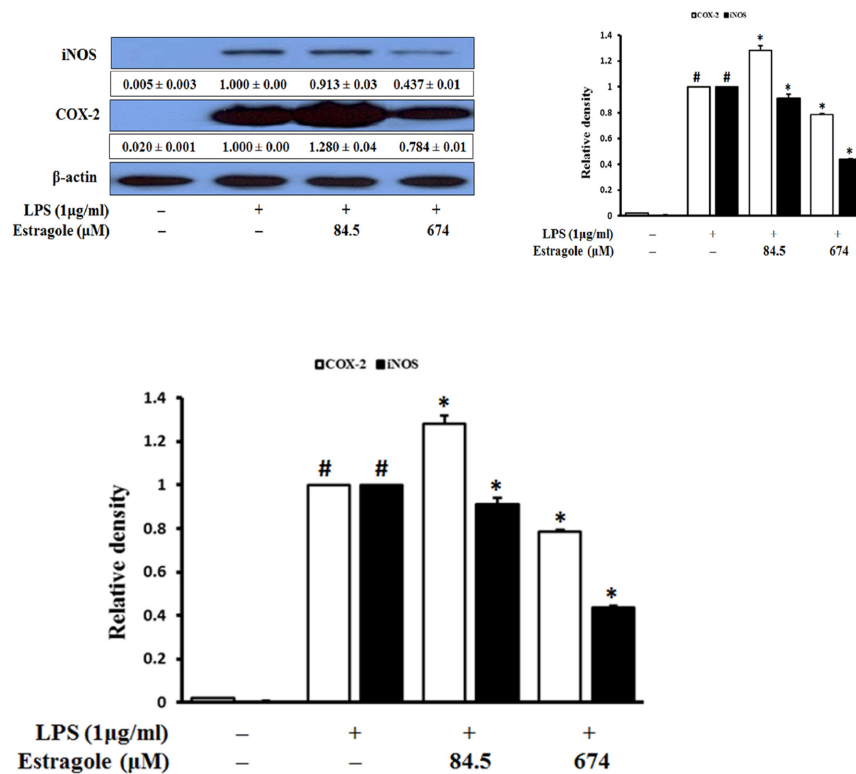 iNOS
0.005 ± 0.003 1.000 ± 0.00 0.913 ± 0.03 0.437 ± 0.01
COX-2
0.020 ± 0.001 1.000 ± 0.00 1.280 ± 0.04 0.784 ± 0.01
β-actin
LPS (1μg/ml) – + + +
Estragole (μM) – – 84.5 674
COX-2 iNOS
1.4
1.2
1
0.8
0.6
0.4
0.2
0
Relative density
# # * * * *
LPS (1μg/ml) – + + +
Estragole (μM) – – 84.5 674
COX-2 iNOS
1.4
1.2
1
0.8
0.6
0.4
0.2
0
Relative density
# # * * * *
LPS (1μg/ml) – + + +
Estragole (μM) – – 84.5 674